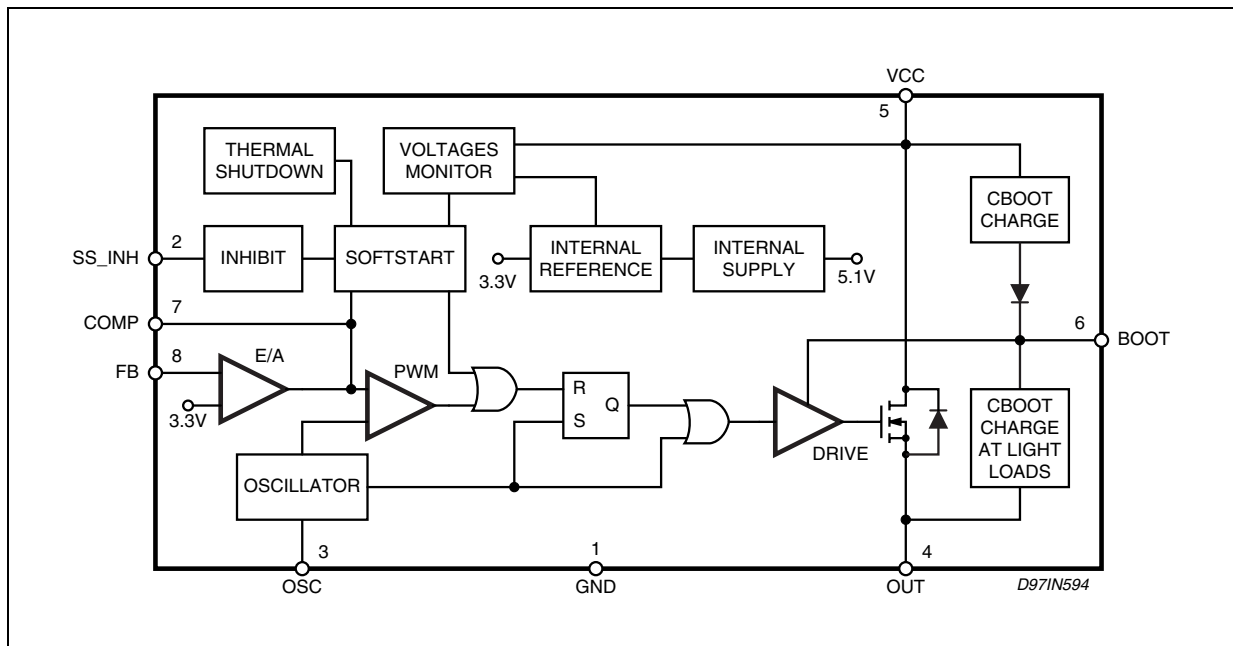 VCC
5
THERMAL
SHUTDOWN
VOLTAGES
MONITOR
CBOOT
CHARGE
2
SS_INH
INHIBIT
SOFTSTART
INTERNAL
REFERENCE
INTERNAL
SUPPLY
3.3V
5.1V
7
COMP
6
BOOT
8
FB
E/A
PWM
3.3V
R
S
Q
DRIVE
CBOOT
CHARGE
AT LIGHT
LOADS
OSCILLATOR
3
1
4
OSC
GND
OUT
D97IN594